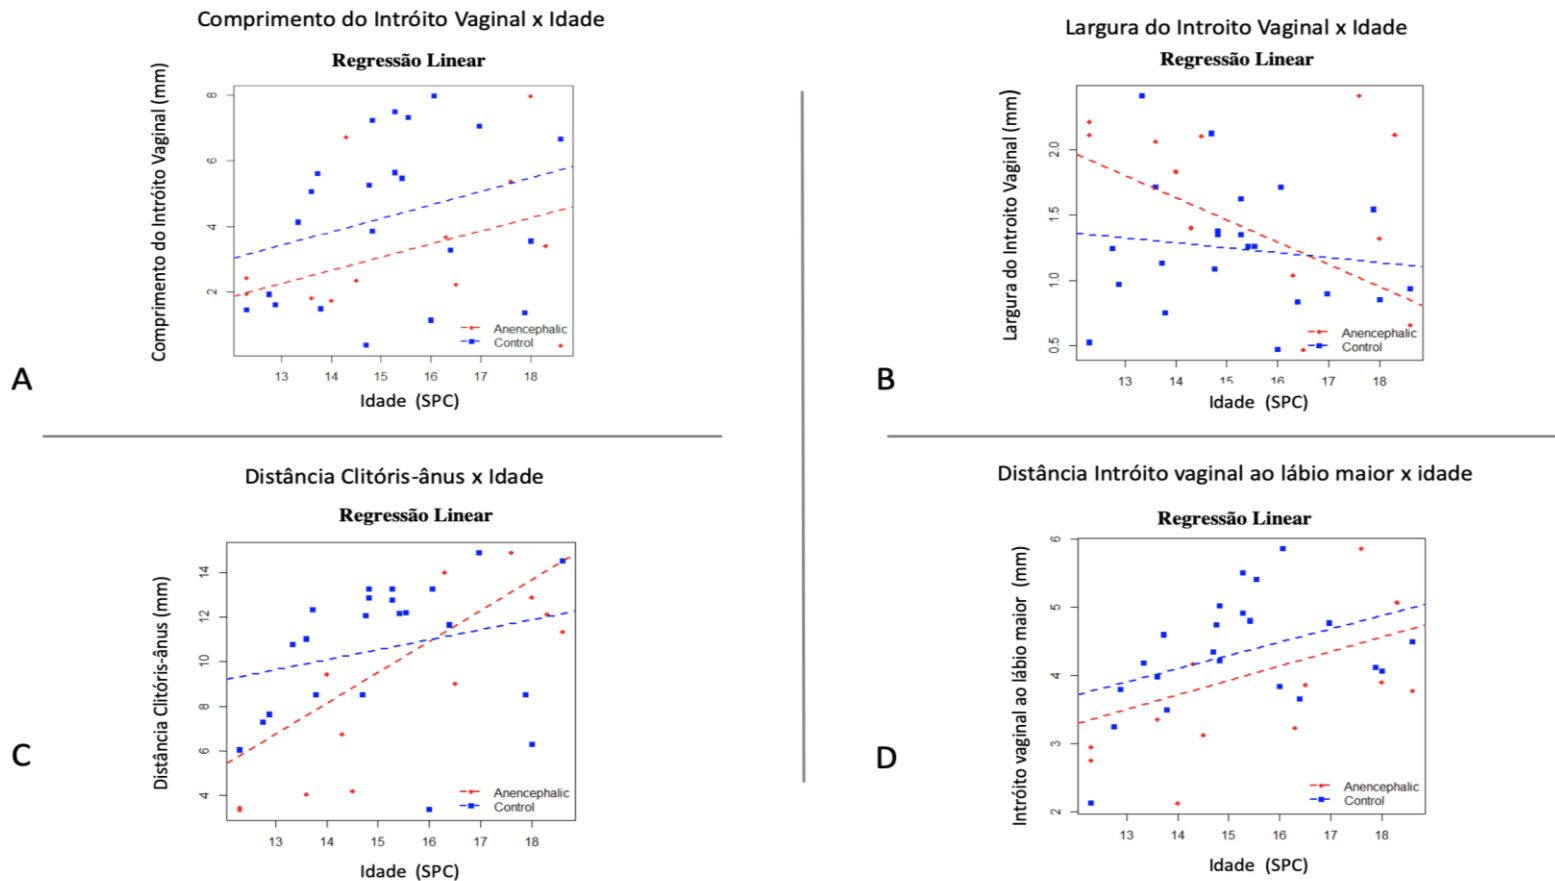 Comprimento do Intróito Vaginal x Idade
Regressão Linear
Comprimento do Intróito Vaginal (mm)
8
6
4
2
Anencephalic
Control
13 14 15 16 17 18
Idade (SPC)
A
Largura do Introito Vaginal x Idade
Regressão Linear
Largura do Introito Vaginal (mm)
2.0
1.5
1.0
0.5
Anencephalic
Control
13 14 15 16 17 18
Idade (SPC)
B
Distância Clitóris-ânus x Idade
Regressão Linear
Distância Clitóris-ânus (mm)
14
12
10
8
6
4
Anencephalic
Control
13 14 15 16 17 18
Idade (SPC)
C
Distância Intróito vaginal ao lábio maior x idade
Regressão Linear
Intróito vaginal ao lábio maior (mm)
6
5
4
3
2
Anencephalic
Control
13 14 15 16 17 18
Idade (SPC)
D